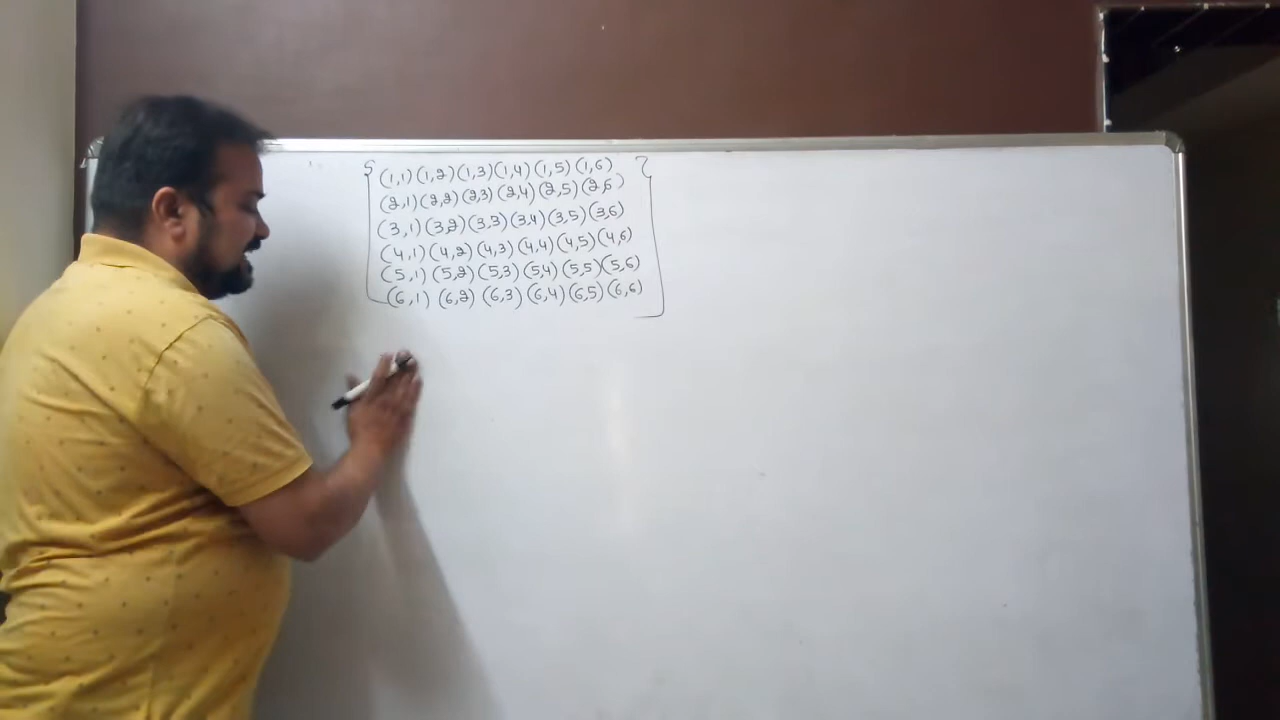 { (1,1) (1,2) (1,3) (1,4) (1,5) (1,6) }
(2,1) (2,2) (2,3) (2,4) (2,5) (2,6)
(3,1) (3,2) (3,3) (3,4) (3,5) (3,6)
(4,1) (4,2) (4,3) (4,4) (4,5) (4,6)
(5,1) (5,2) (5,3) (5,4) (5,5) (5,6)
(6,1) (6,2) (6,3) (6,4) (6,5) (6,6)